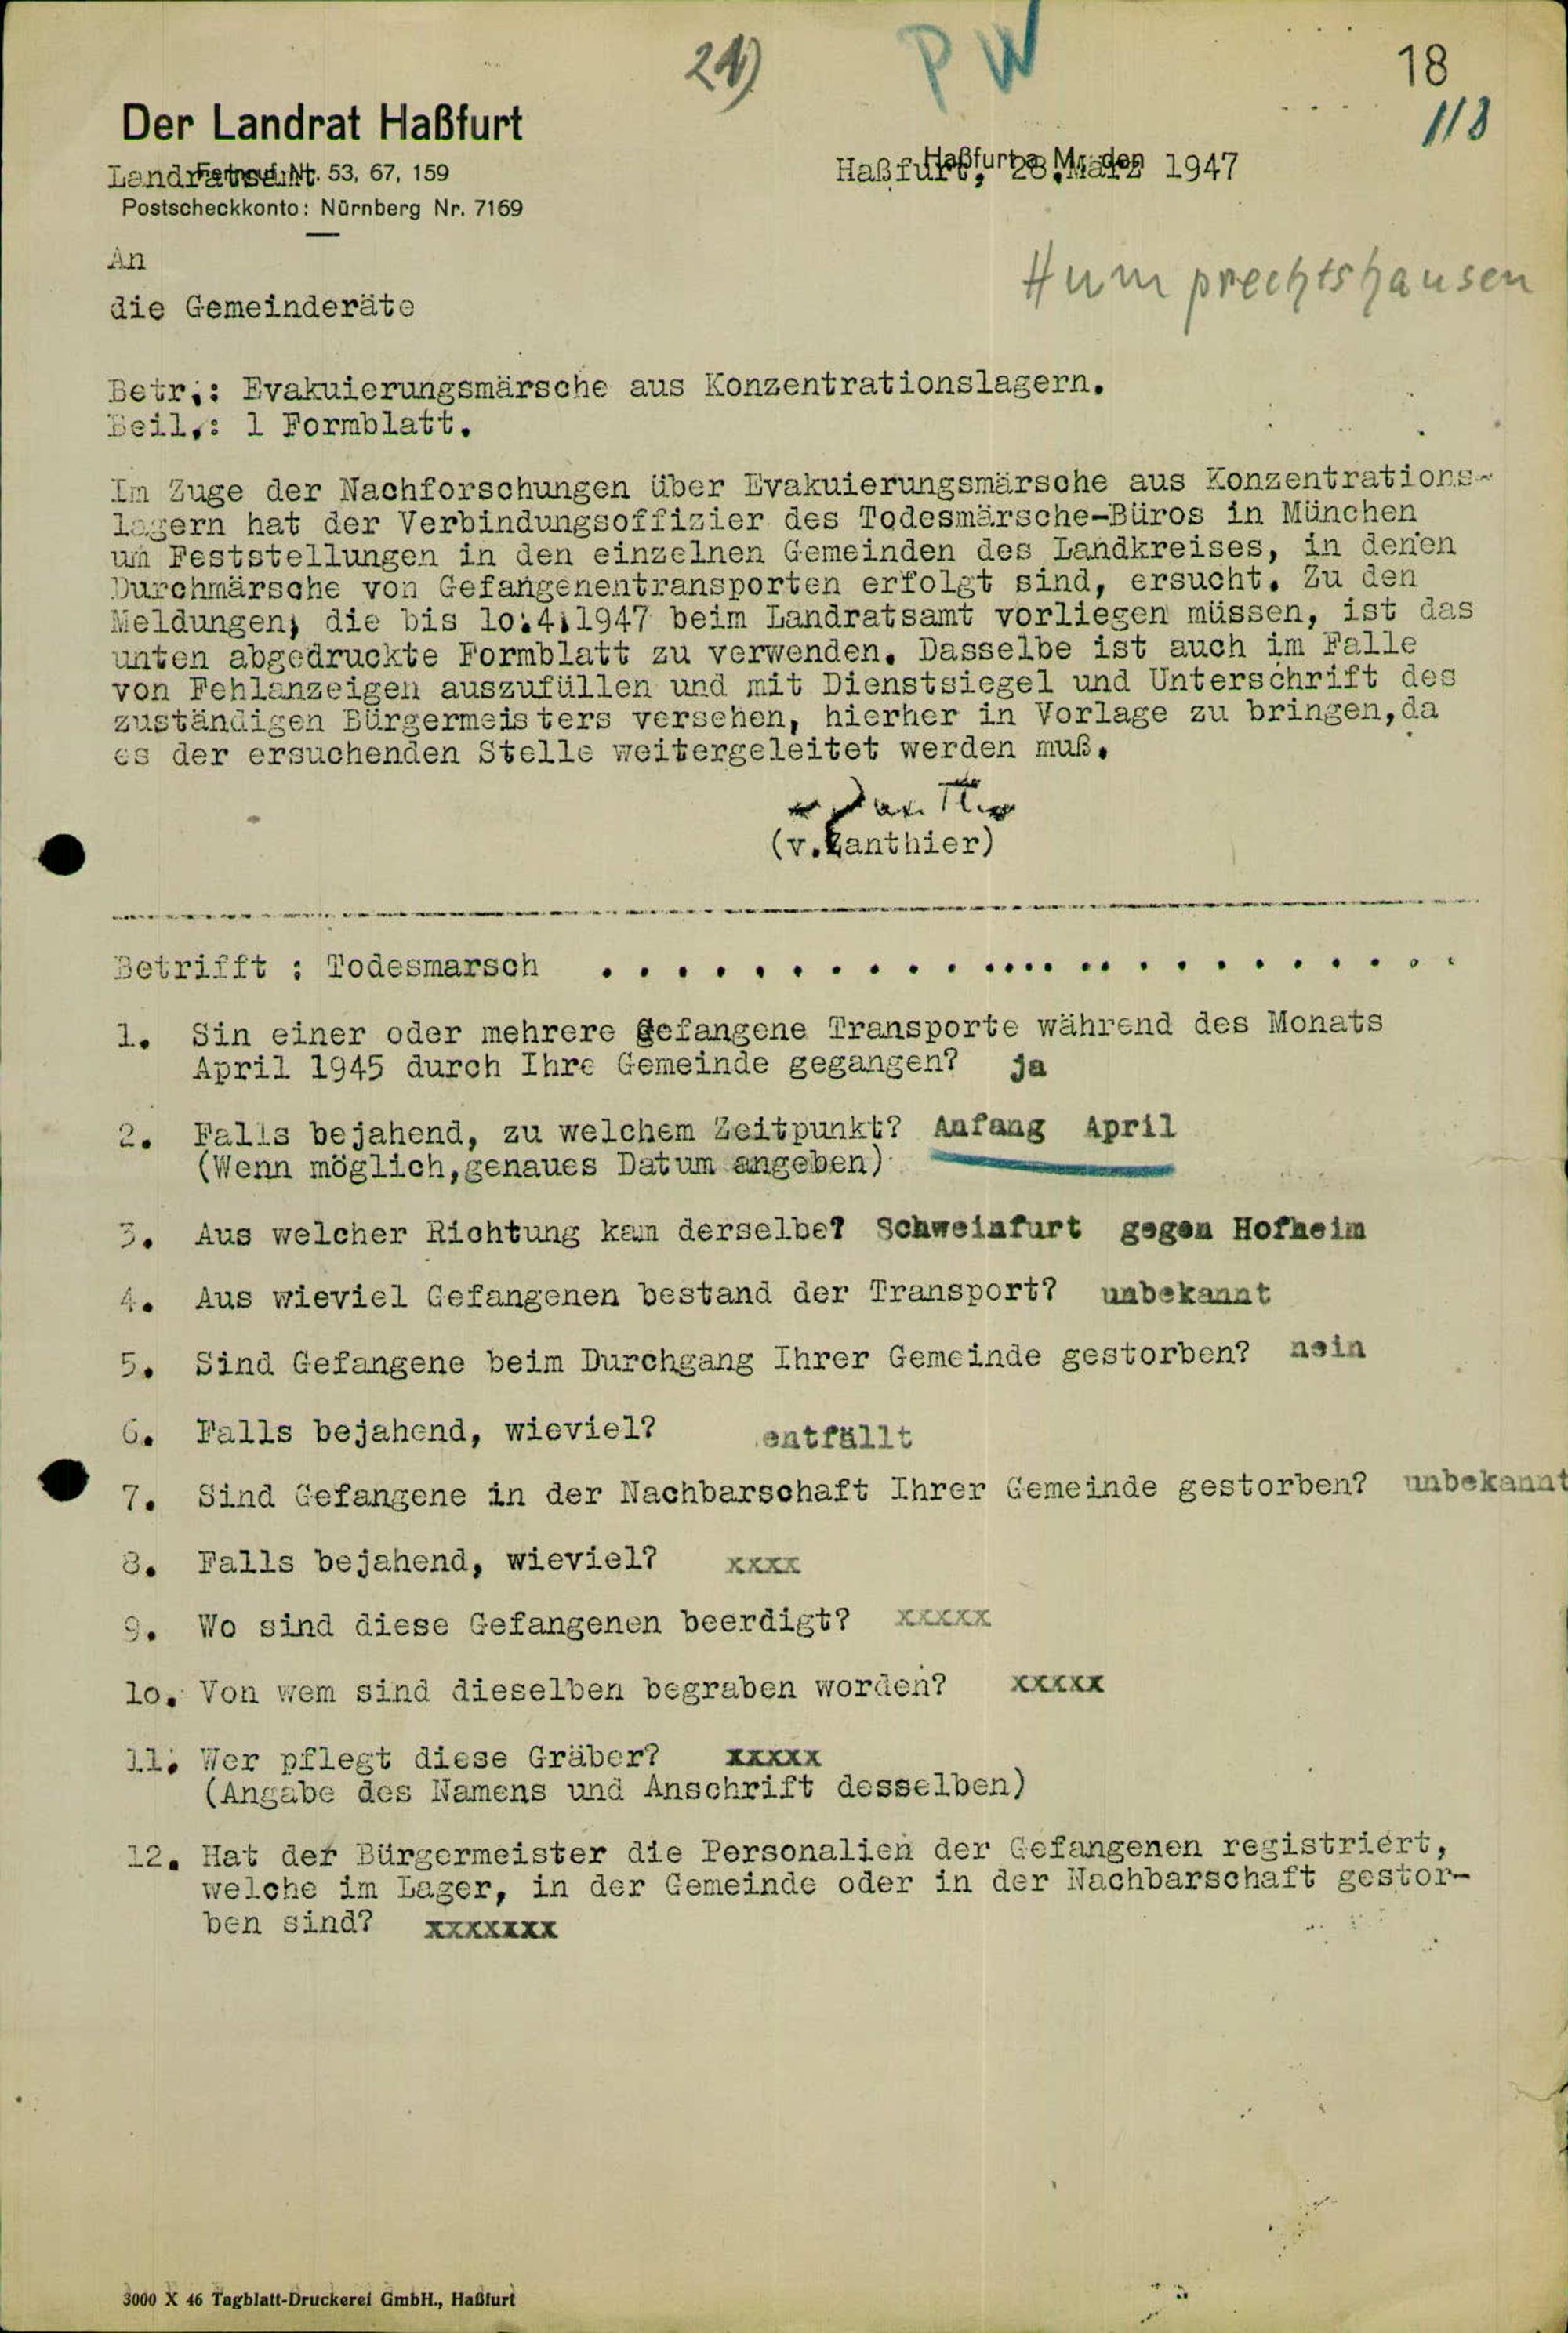 21)
PW
18
118
Der Landrat Haßfurt
Landratsamt Nr. 53, 67, 159
Haßfurt, 28. März 1947
Postscheckkonto: Nürnberg Nr. 7169
An
Humprechtshausen
die Gemeinderäte
Betr.: Evakuierungsmärsche aus Konzentrationslagern.
Beil.: 1 Formblatt.
Im Zuge der Nachforschungen über Evakuierungsmärsche aus Konzentrations-
lagern hat der Verbindungsoffizier des Todesmärsche-Büros in München
um Feststellungen in den einzelnen Gemeinden des Landkreises, in denen
Durchmärsche von Gefangenentransporten erfolgt sind, ersucht. Zu den
Meldungen, die bis 10.4.1947 beim Landratsamt vorliegen müssen, ist das
unten abgedruckte Formblatt zu verwenden. Dasselbe ist auch im Falle
von Fehlanzeigen auszufüllen und mit Dienstsiegel und Unterschrift des
zuständigen Bürgermeisters versehen, hierher in Vorlage zu bringen, da
es der ersuchenden Stelle weitergeleitet werden muß.
(v.Zanthier)
Betrifft : Todesmarsch ........................
1. Sin einer oder mehrere Gefangene Transporte während des Monats
April 1945 durch Ihre Gemeinde gegangen? ja
2. Falls bejahend, zu welchem Zeitpunkt? Anfang April
(Wenn möglich,genaues Datum angeben)
3. Aus welcher Richtung kam derselbe? Schweinfurt gegen Hofheim
4. Aus wieviel Gefangenen bestand der Transport? unbekannt
5. Sind Gefangene beim Durchgang Ihrer Gemeinde gestorben? nein
6. Falls bejahend, wieviel? entfällt
7. Sind Gefangene in der Nachbarschaft Ihrer Gemeinde gestorben? unbekannt
8. Falls bejahend, wieviel? xxxx
9. Wo sind diese Gefangenen beerdigt? xxxxx
10. Von wem sind dieselben begraben worden? xxxxx
11. Wer pflegt diese Gräber? xxxxx
(Angabe des Namens und Anschrift desselben)
12. Hat der Bürgermeister die Personalien der Gefangenen registriert,
welche im Lager, in der Gemeinde oder in der Nachbarschaft gestor-
ben sind? xxxxxxx
3000 X 46 Tagblatt-Druckerei GmbH., Haßfurt